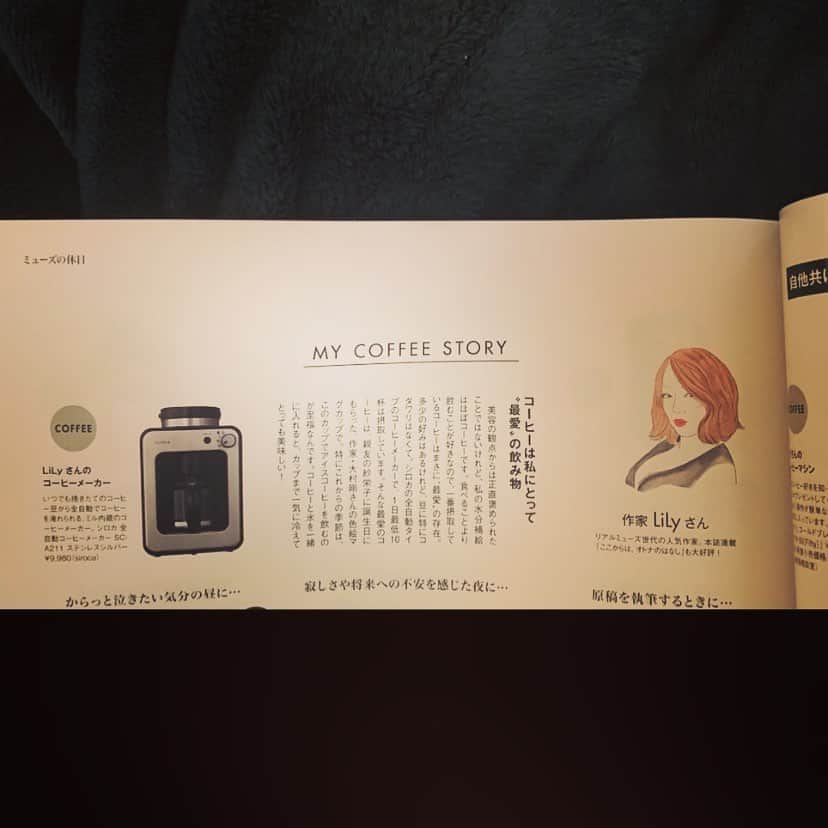 ミューズの休日
MY COFFEE STORY
COFFEE
LiLy さんの
コーヒーメーカー
いつでも挽きたてのコーヒ
ー豆から全自動でコーヒー
を淹れられる、ミル内蔵のコ
ーヒーメーカー。シロカ 全
自動コーヒーメーカー SC-
A211 ステンレスシルバー
¥9,980(siroca)
コーヒーは私にとって
“最愛”の飲み物
美容の観点からは正直褒められた
ことではないけれど、私の水分補給
はほぼコーヒーです。食べることより
飲むことが好きなので、一番摂取して
いるコーヒーはまさに“最愛”の存在。
多少の好みはあるけれど、豆に特にコ
ダワリはなくて、シロカの全自動タイ
プのコーヒーメーカーで、1日最低10
杯は摂取しています。そんな最愛のコ
ーヒーは、親友の紗栄子に誕生日に
もらった、作家・大村剛さんの色絵マ
グカップで。特にこれからの季節は、
このカップでアイスコーヒーを飲むの
が至福なんです。コーヒーと氷を一緒
に入れると、カップまで一気に冷えて
とっても美味しい!
作家 LiLy さん
リアルミューズ世代の人気作家。本誌連載
「ここからは、オトナのはなし」も大好評!
からっと泣きたい気分の昼に…
寂しさや将来への不安を感じた夜に…
原稿を執筆するときに…
自他共に